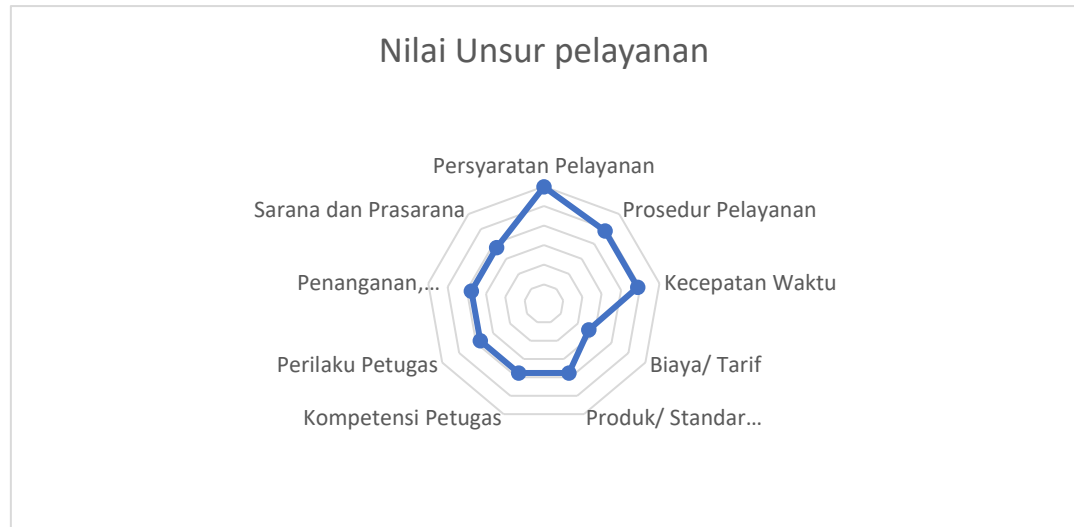 Nilai Unsur pelayanan
Persyaratan Pelayanan
Prosedur Pelayanan
Kecepatan Waktu
Biaya/ Tarif
Produk/ Standar...
Kompetensi Petugas
Perilaku Petugas
Penanganan,...
Sarana dan Prasarana